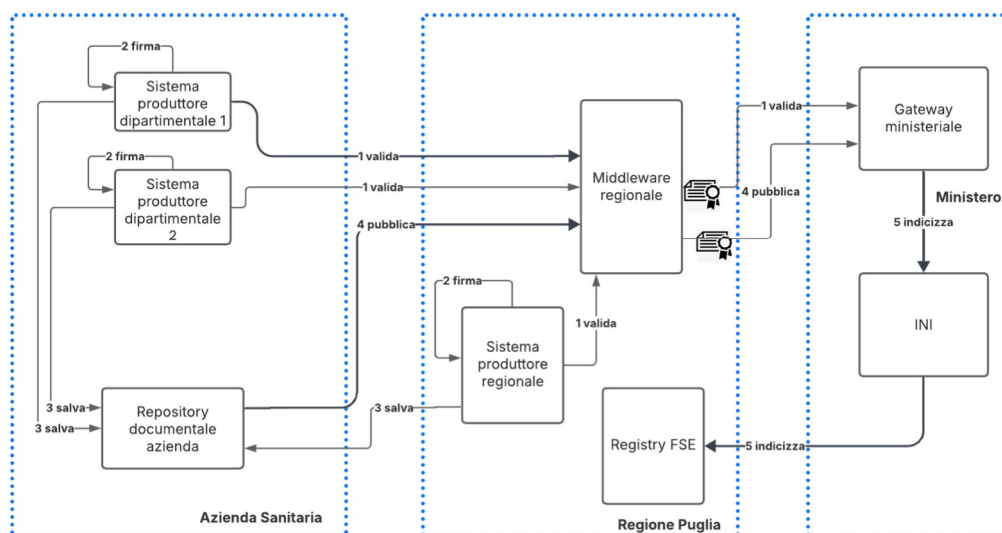 2 firma
Sistema
produttore
dipartimentale 1
2 firma
Sistema
produttore
dipartimentale
2
1 valida
1 valida
4 pubblica
Middleware
regionale
1 valida
4 pubblica
Gateway
ministeriale
Ministero
5 indicizza
INI
2 firma
Sistema
produttore
regionale
1 valida
3 salva
3 salva
3 salva
Repository
documentale
azienda
Registry FSE
5 indicizza
Azienda Sanitaria
Regione Puglia